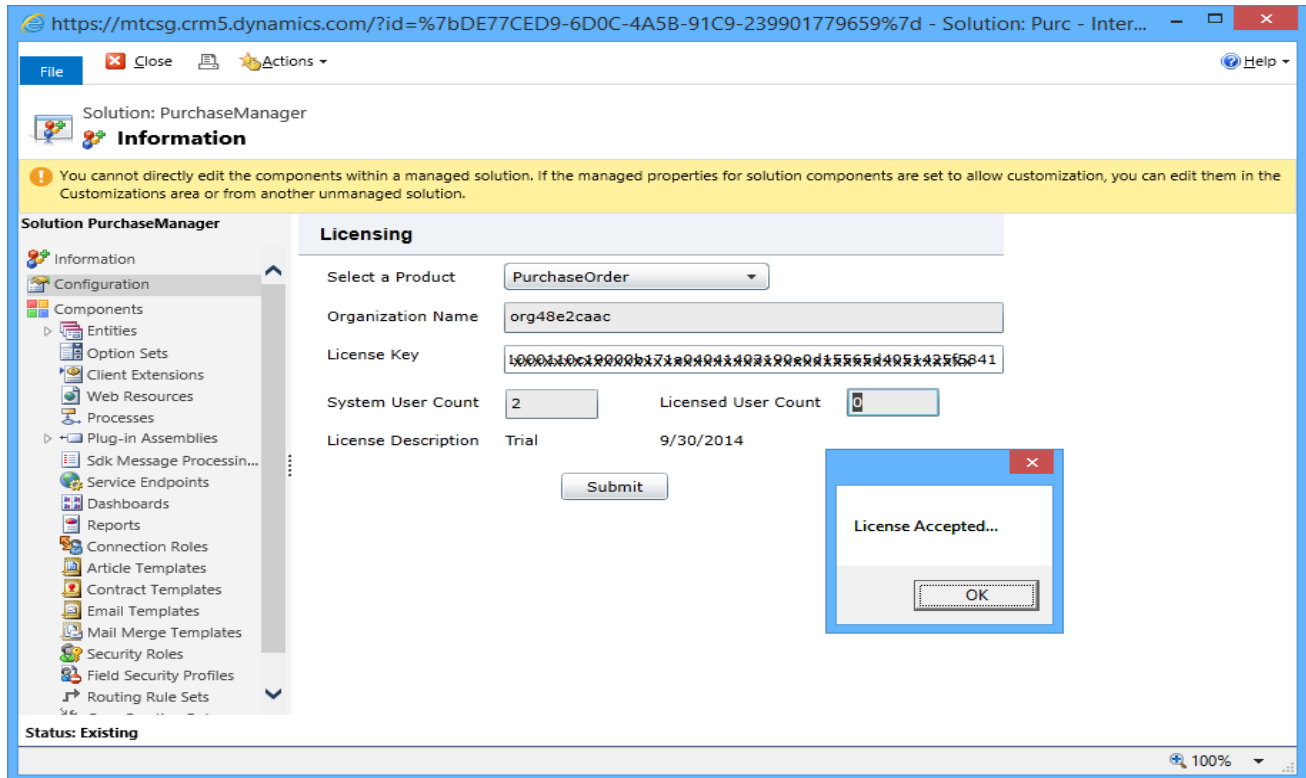 https://mtcsg.crm5.dynamics.com/?id=%7bDE77CED9-6D0C-4A5B-91C9-239901779659%7d - Solution: Purc - Inter...
File
Close
Actions
Help
Solution: PurchaseManager
Information
You cannot directly edit the components within a managed solution. If the managed properties for solution components are set to allow customization, you can edit them in the
Customizations area or from another unmanaged solution.
Solution PurchaseManager
Information
Configuration
Components
Entities
Option Sets
Client Extensions
Web Resources
Processes
Plug-in Assemblies
Sdk Message Processin...
Service Endpoints
Dashboards
Reports
Connection Roles
Article Templates
Contract Templates
Email Templates
Mail Merge Templates
Security Roles
Field Security Profiles
Routing Rule Sets
Licensing
Select a Product PurchaseOrder
Organization Name org48e2caac
License Key
System User Count 2 Licensed User Count 0
License Description Trial 9/30/2014
Submit
License Accepted...
OK
Status: Existing
100%